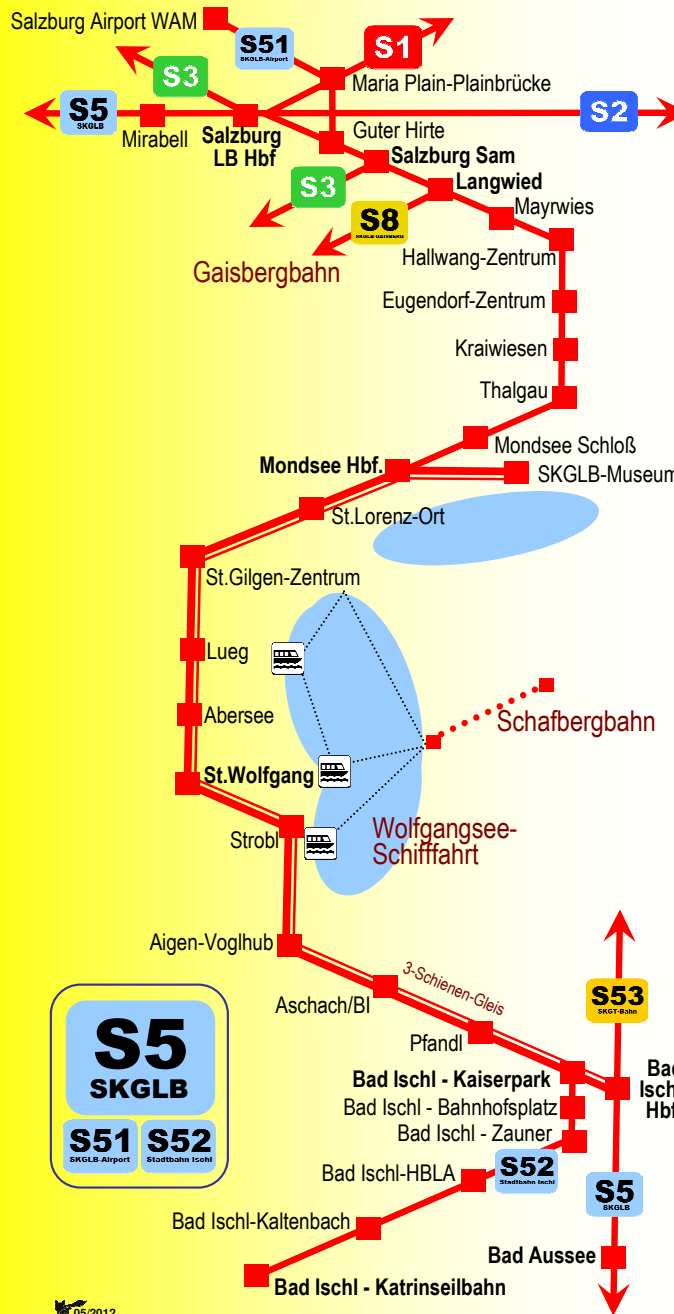 Salzburg Airport WAM
S51
SKGLB-Airport
S1
S3
Maria Plain-Plainbrücke
S5
SKGLB
S2
Mirabell
Salzburg
LB Hbf
Guter Hirte
Salzburg Sam
S3
Langwied
S8
Mayrwies
Gaisbergbahn
Hallwang-Zentrum
Eugendorf-Zentrum
Kraiwiesen
Thalgau
Mondsee Schloß
Mondsee Hbf.
SKGLB-Museum
St.Lorenz-Ort
St.Gilgen-Zentrum
Lueg
Abersee
Schafbergbahn
St.Wolfgang
Strobl
Wolfgangsee-
Schifffahrt
Aigen-Voglhub
3-Schienen-Gleis
Aschach/BI
S53
SKGT-Bahn
S5
SKGLB
Pfandl
Bad Ischl - Kaiserpark
Bad
Isch
Hbf
Bad Ischl - Bahnhofsplatz
Bad Ischl - Zauner
S51
SKGLB-Airport
S52
Stadtbahn Ischl
Bad Ischl-HBLA
S52
Stadtbahn Ischl
S5
SKGLB
Bad Ischl-Kaltenbach
Bad Aussee
Bad Ischl - Katrinseilbahn
05/2012